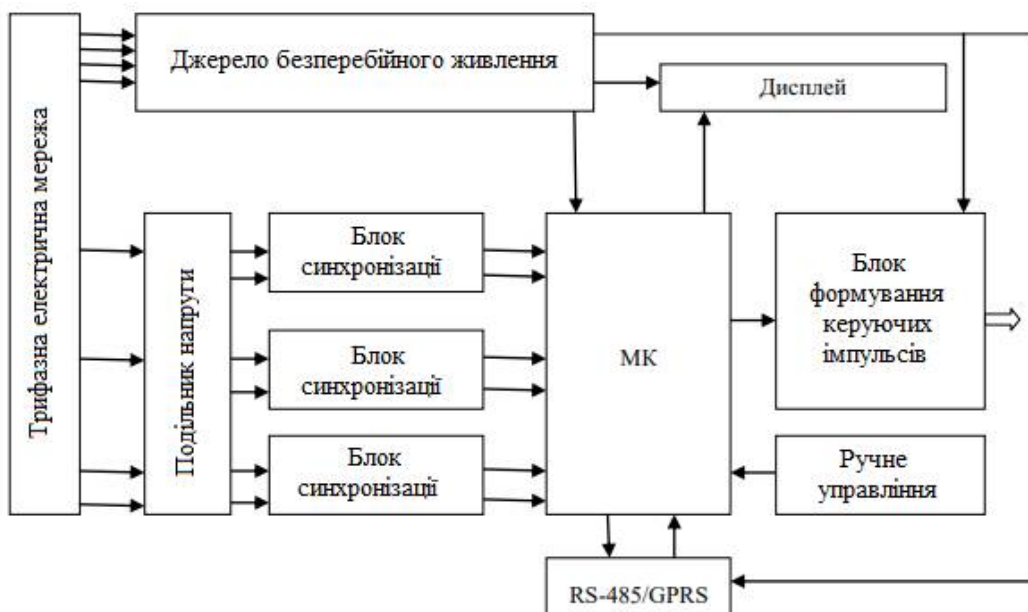 Трифазна електрична мережа
Джерело безперебійного живлення
Дисплей
Подільник напруги
Блок
синхронізації
Блок
синхронізації
Блок
синхронізації
МК
Блок
формування
керуючих
імпульсів
Ручне
управління
RS-485/GPRS